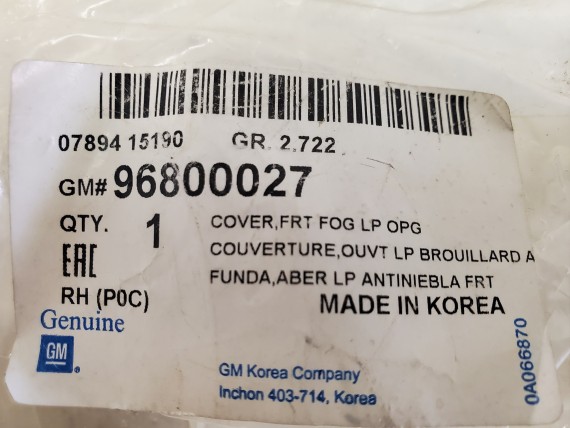 07894 15190 GR. 2.722
GM# 96800027
QTY. 1
COVER,FRT FOG LP OPG
COUVERTURE,OUVT LP BROUILLARD A
FUNDA,ABER LP ANTINIEBLA FRT
EAC
RH (P0C)
MADE IN KOREA
Genuine
GM
GM Korea Company
Inchon 403-714, Korea
0A066870